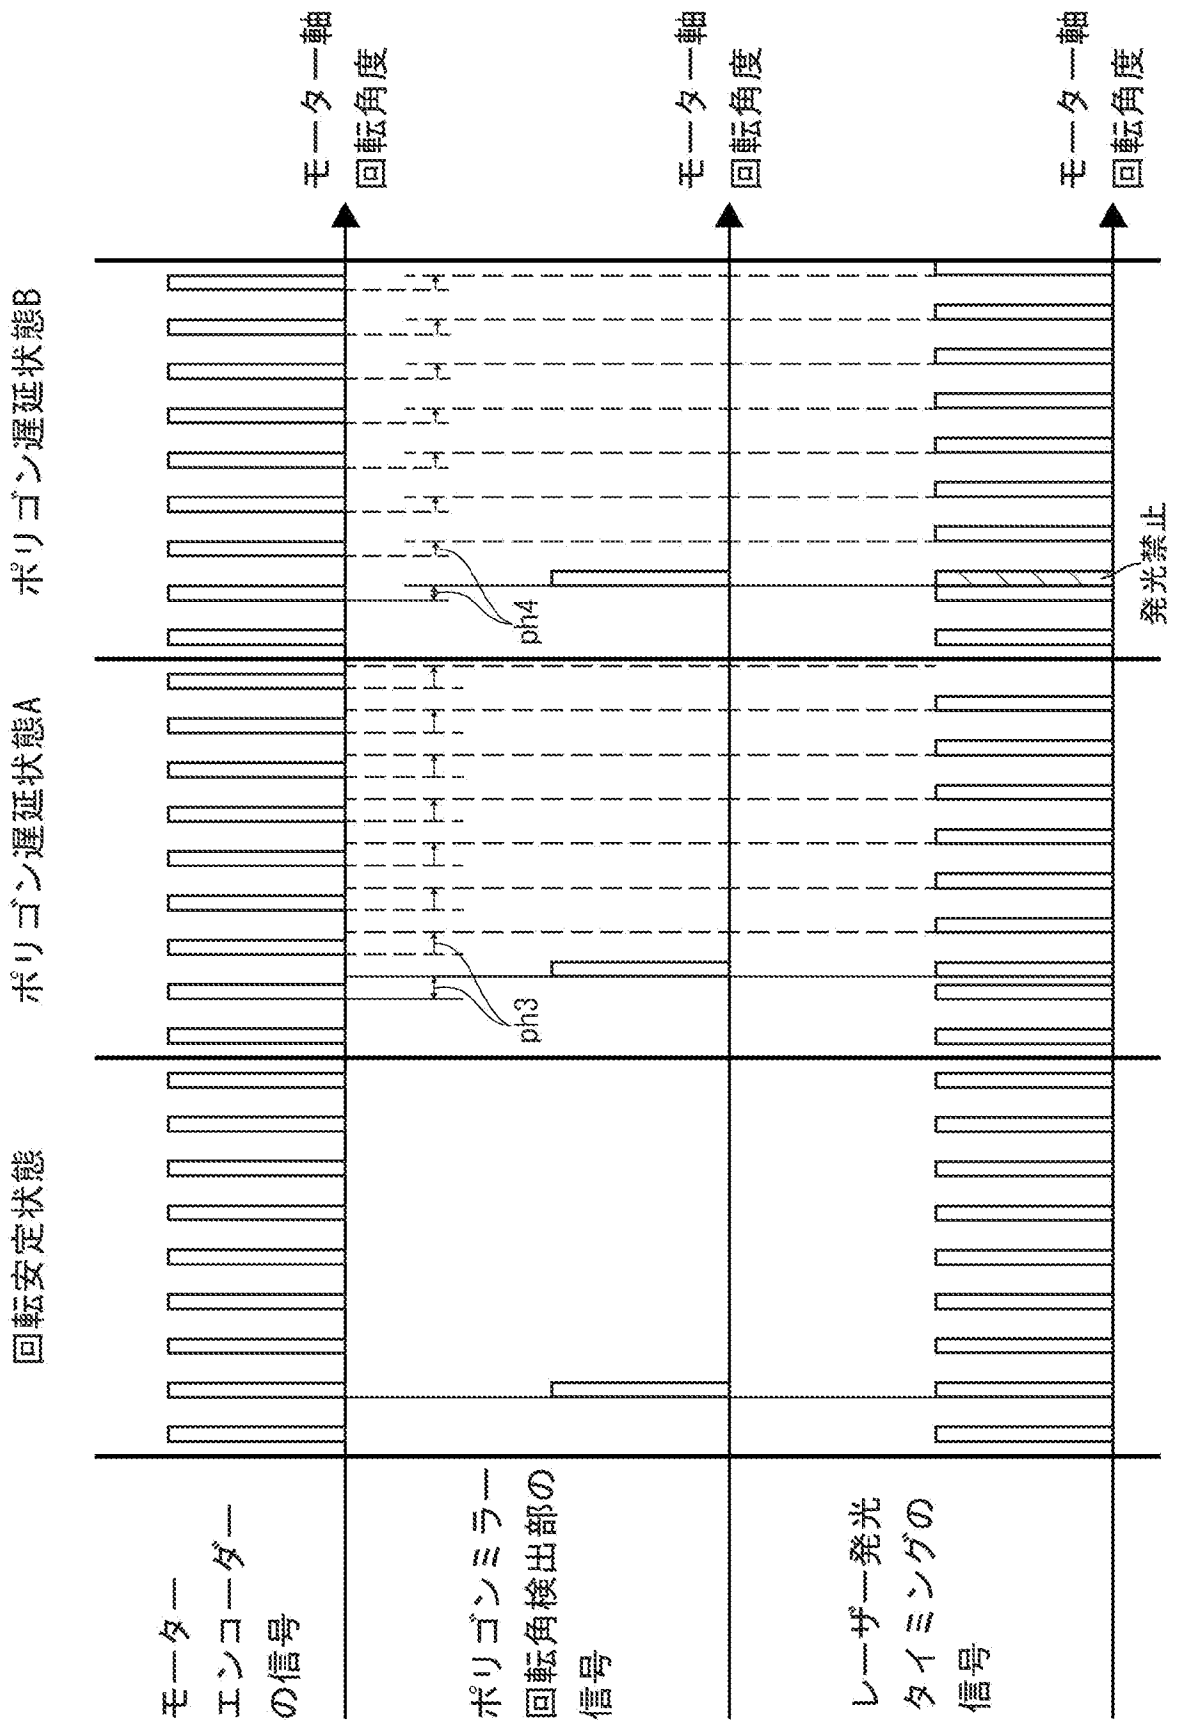 回転安定状態
ポリゴン遅延状態A
ポリゴン遅延状態B
モーター
エンコーダー
の信号
モーター軸
回転角度
ph3
ph4
ポリゴンミラー
回転角検出部の
信号
モーター軸
回転角度
レーザー発光
タイミングの
信号
発光禁止
モーター軸
回転角度